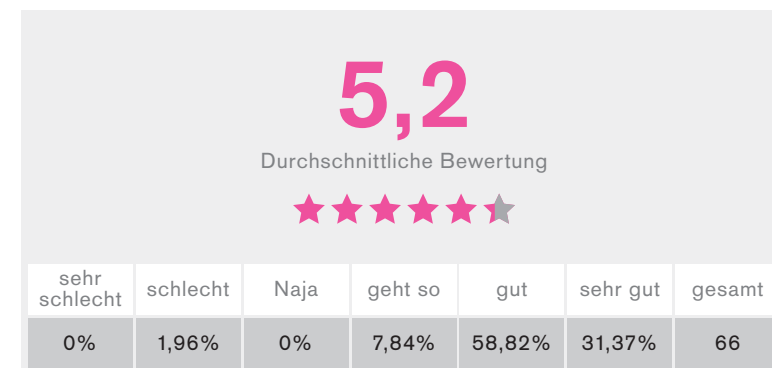 5,2
Durchschnittliche Bewertung
sehr schlecht schlecht Naja geht so gut sehr gut gesamt
0% 1,96% 0% 7,84% 58,82% 31,37% 66